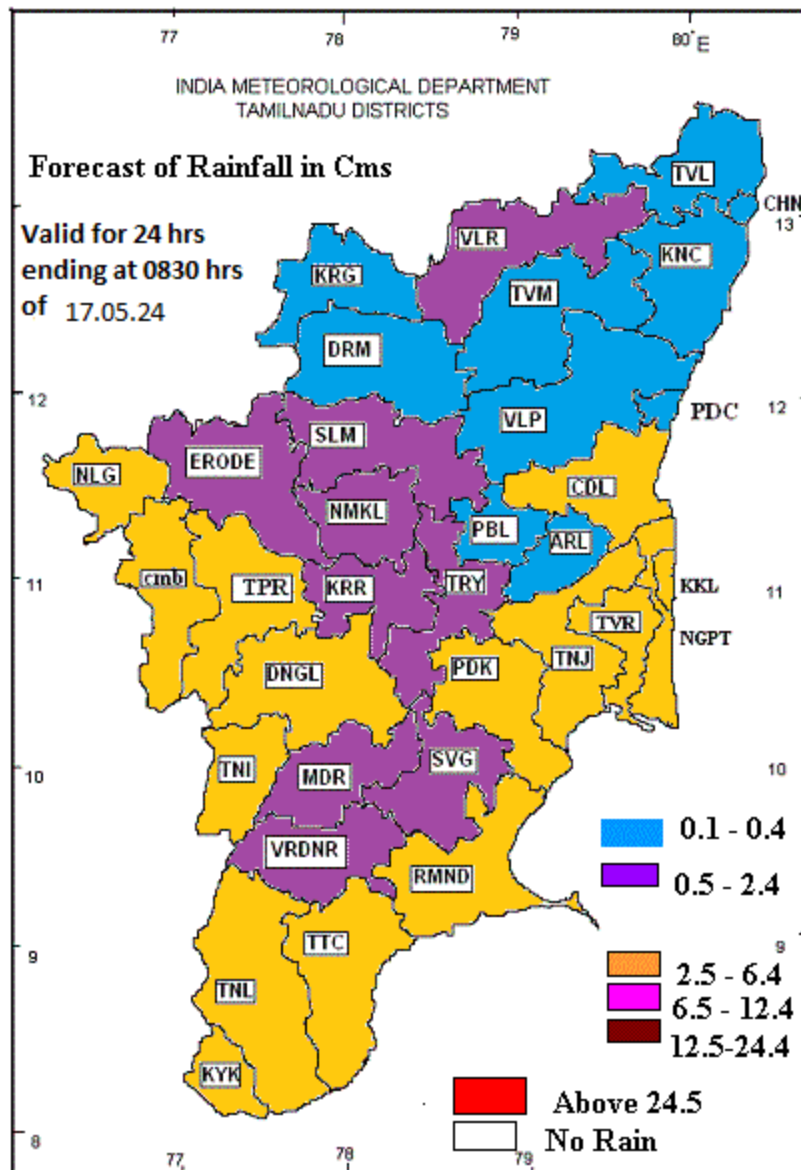 77 78 79 80°E
INDIA METEOROLOGICAL DEPARTMENT
TAMILNADU DISTRICTS
Forecast of Rainfall in Cms
TVL
CHN
13
Valid for 24 hrs
ending at 0830 hrs
of 17.05.24
VLR
KNC
KRG
TVM
DRM
12
PDC 12
VLP
SLM
ERODE
NLG
CDL
NMKL
PBL
ARL
11
cmb
TPR
KRR
TRY
KKL 11
TVR
NGPT
DNGL
PDK
TNJ
10
TNI
MDR
SVG
10
0.1 - 0.4
VRDNR
RMND
0.5 - 2.4
9
TTC
9
2.5 - 6.4
TNL
6.5 - 12.4
12.5-24.4
KYK
Above 24.5
8
No Rain
77 78 79